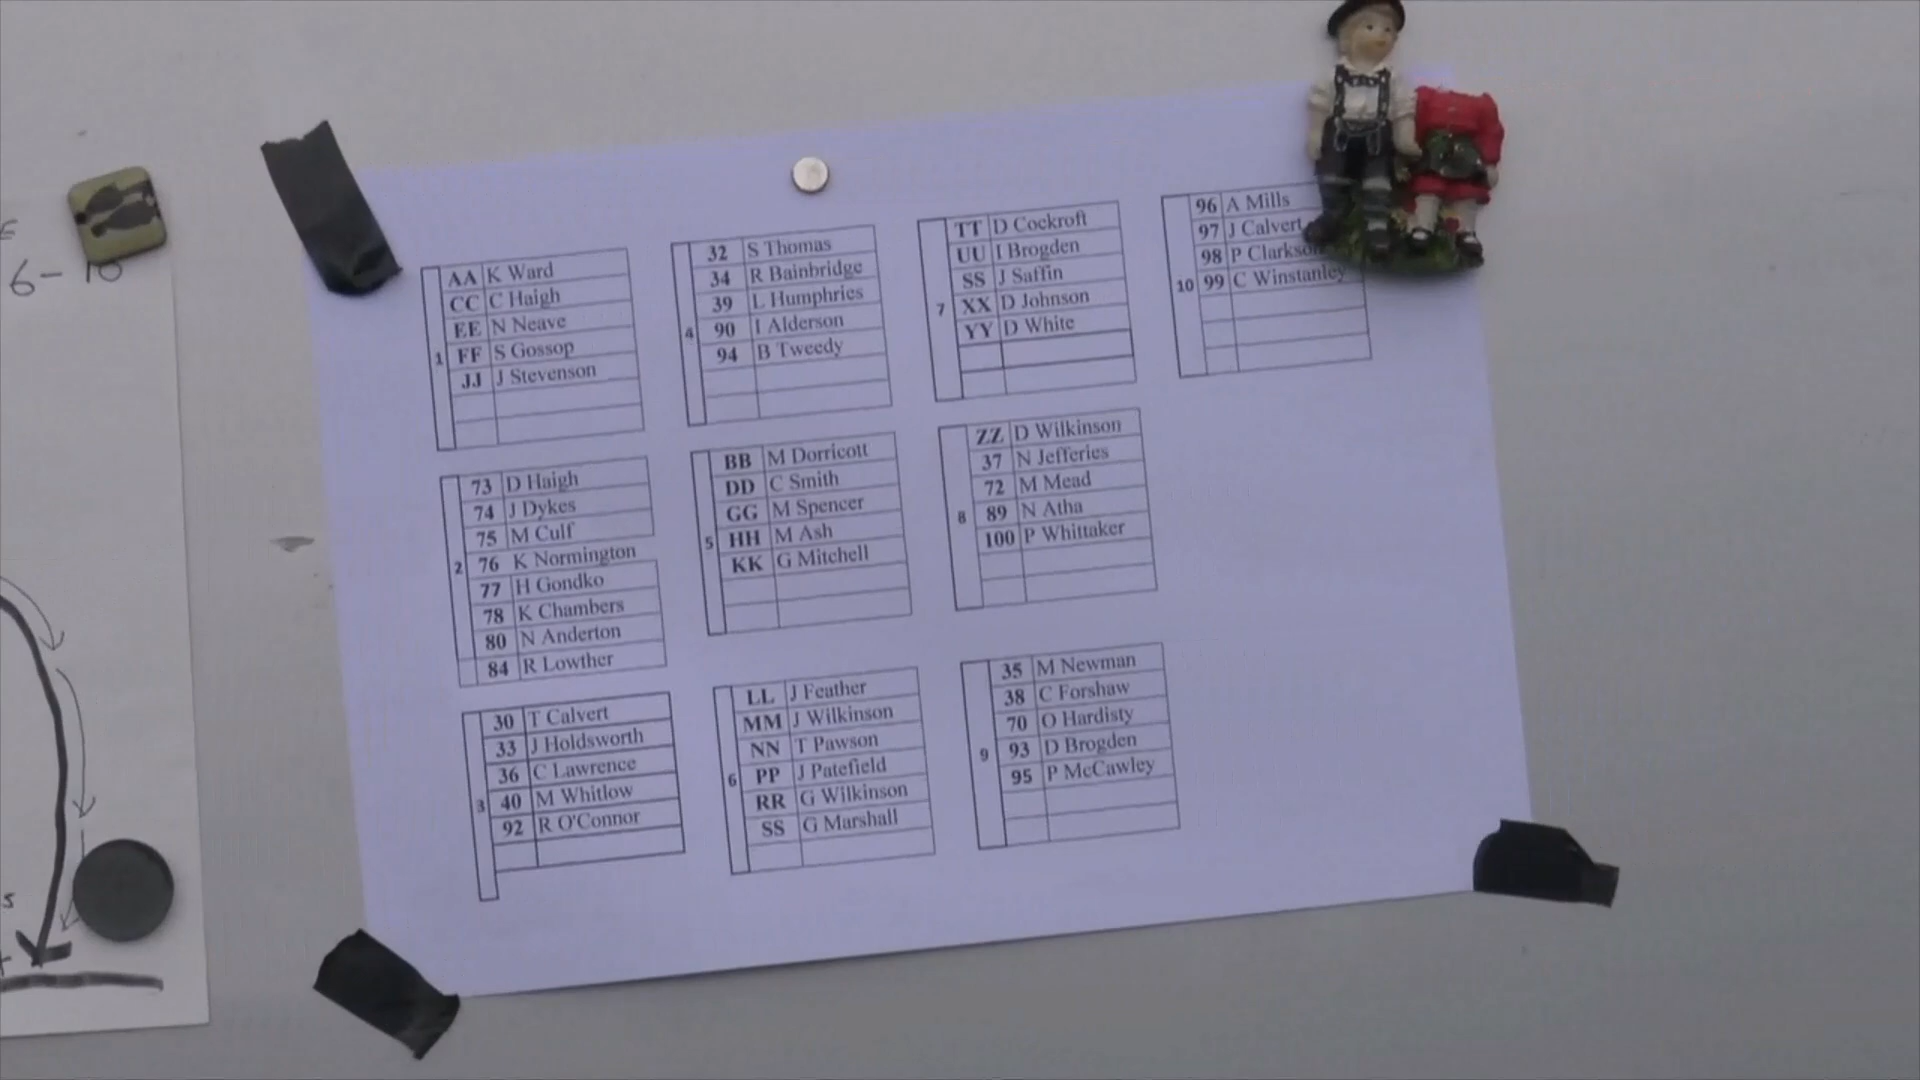 6-10
1
AA K Ward
CC C Haigh
EE N Neave
FF S Gossop
JJ J Stevenson
2
73 D Haigh
74 J Dykes
75 M Culf
76 K Normington
77 H Gondko
78 K Chambers
80 N Anderton
84 R Lowther
3
30 T Calvert
33 J Holdsworth
36 C Lawrence
40 M Whitlow
92 R O'Connor
4
32 S Thomas
34 R Bainbridge
39 L Humphries
90 I Alderson
94 B Tweedy
5
BB M Dorricott
DD C Smith
GG M Spencer
HH M Ash
KK G Mitchell
6
LL J Feather
MM J Wilkinson
NN T Pawson
PP J Patefield
RR G Wilkinson
SS G Marshall
7
TT D Cockroft
UU I Brogden
SS J Saffin
XX D Johnson
YY D White
8
ZZ D Wilkinson
37 N Jefferies
72 M Mead
89 N Atha
100 P Whittaker
9
35 M Newman
38 C Forshaw
70 O Hardisty
93 D Brogden
95 P McCawley
10
96 A Mills
97 J Calvert
98 P Clarkso
99 C Winstanley